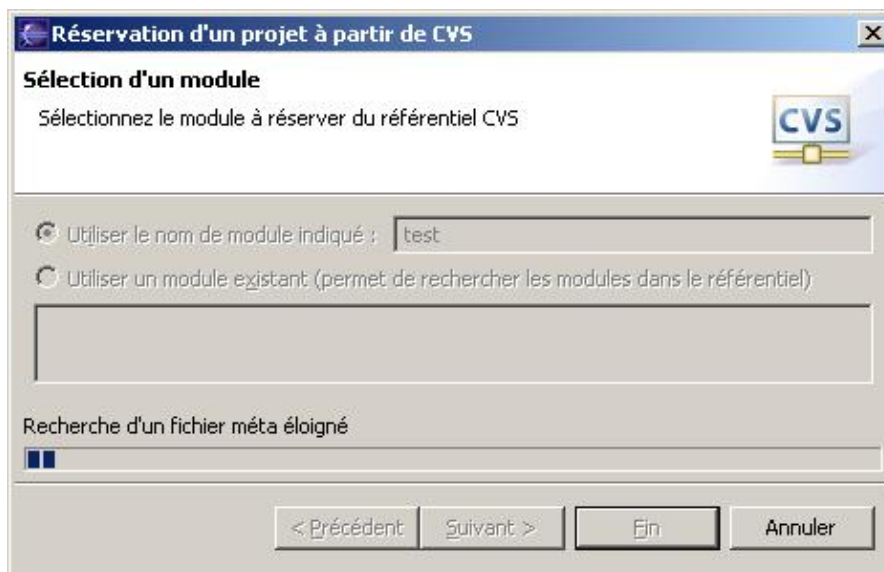 Réservation d'un projet à partir de CVS
Sélection d'un module
Sélectionnez le module à réserver du référentiel CVS
CVS
Utiliser le nom de module indiqué :
test
Utiliser un module existant (permet de rechercher les modules dans le référentiel)
Recherche d'un fichier méta éloigné
< Précédent Suivant > Fin Annuler